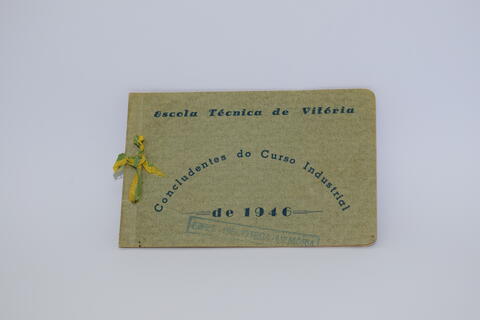 Escola Técnica de Vitória
Concludentes do Curso Industrial
de 1946